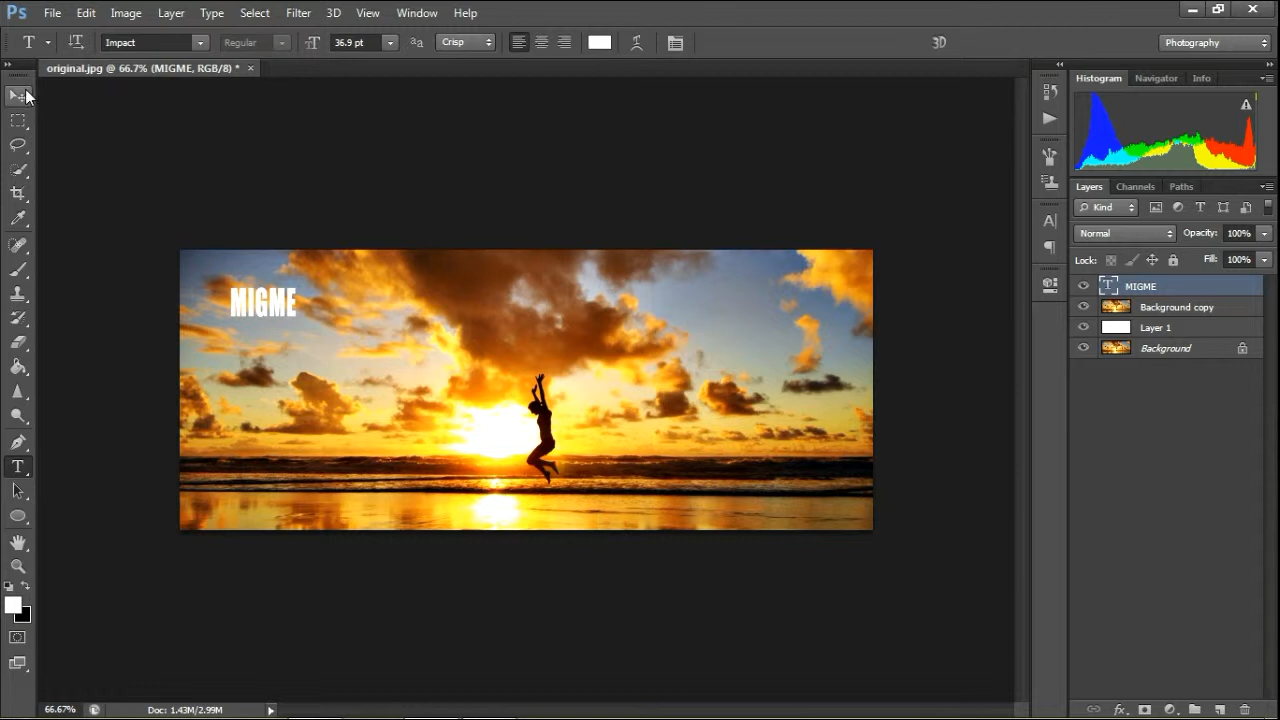 Ps File Edit Image Layer Type Select Filter 3D View Window Help
T Impact Regular 36.9 pt aa Crisp 3D Photography
original.jpg @ 66.7% (MIGME, RGB/8) * ×
Histogram Navigator Info
Layers Channels Paths
Kind
Normal Opacity: 100%
Lock: Fill: 100%
MIGME
Background copy
Layer 1
Background
MIGME
66.67% Doc: 1.43M/2.99M